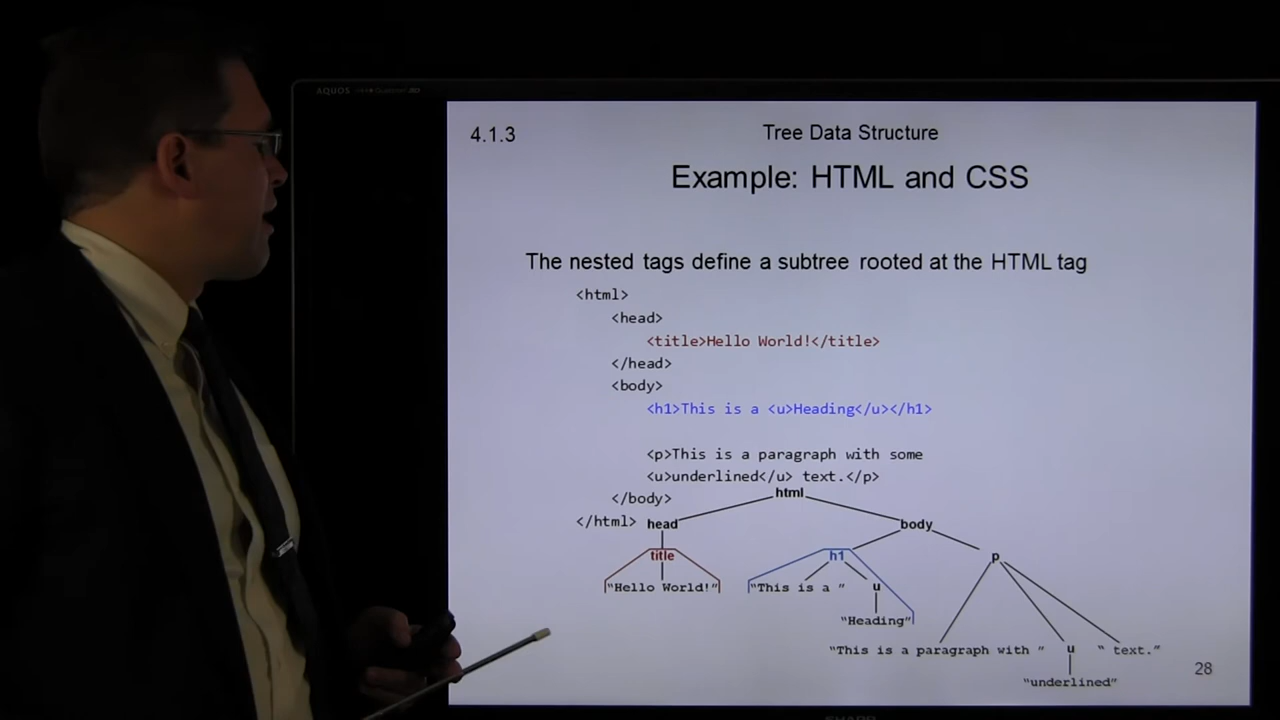 AQUOS
4.1.3
Tree Data Structure
Example: HTML and CSS
The nested tags define a subtree rooted at the HTML tag
<html>
<head>
<title>Hello World!</title>
</head>
<body>
<h1>This is a <u>Heading</u></h1>
<p>This is a paragraph with some
<u>underlined</u> text.</p>
</body>
</html>
html
head
body
title
h1
p
"Hello World!"
"This is a "
u
"Heading"
"This is a paragraph with "
u
" text."
"underlined"
28